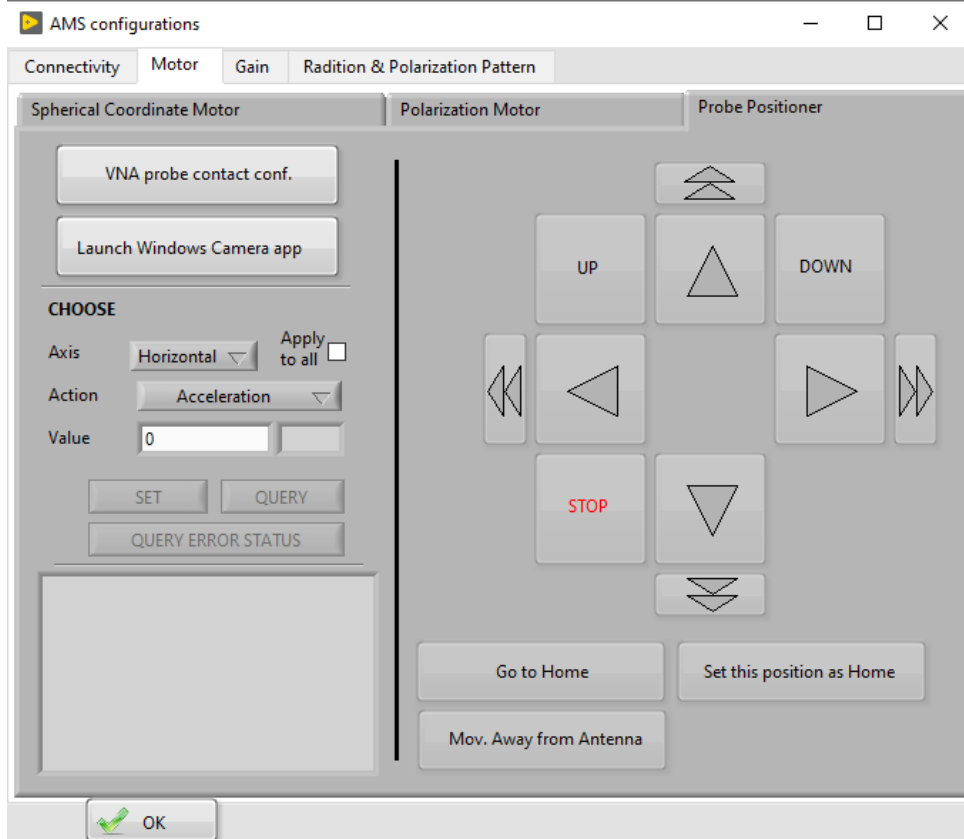 AMS configurations
Connectivity Motor Gain Radition & Polarization Pattern
Spherical Coordinate Motor Polarization Motor Probe Positioner
VNA probe contact conf.
Launch Windows Camera app
CHOOSE
Axis Horizontal Apply to all
Action Acceleration
Value 0
SET QUERY
QUERY ERROR STATUS
UP DOWN
STOP
Go to Home Set this position as Home
Mov. Away from Antenna
OK